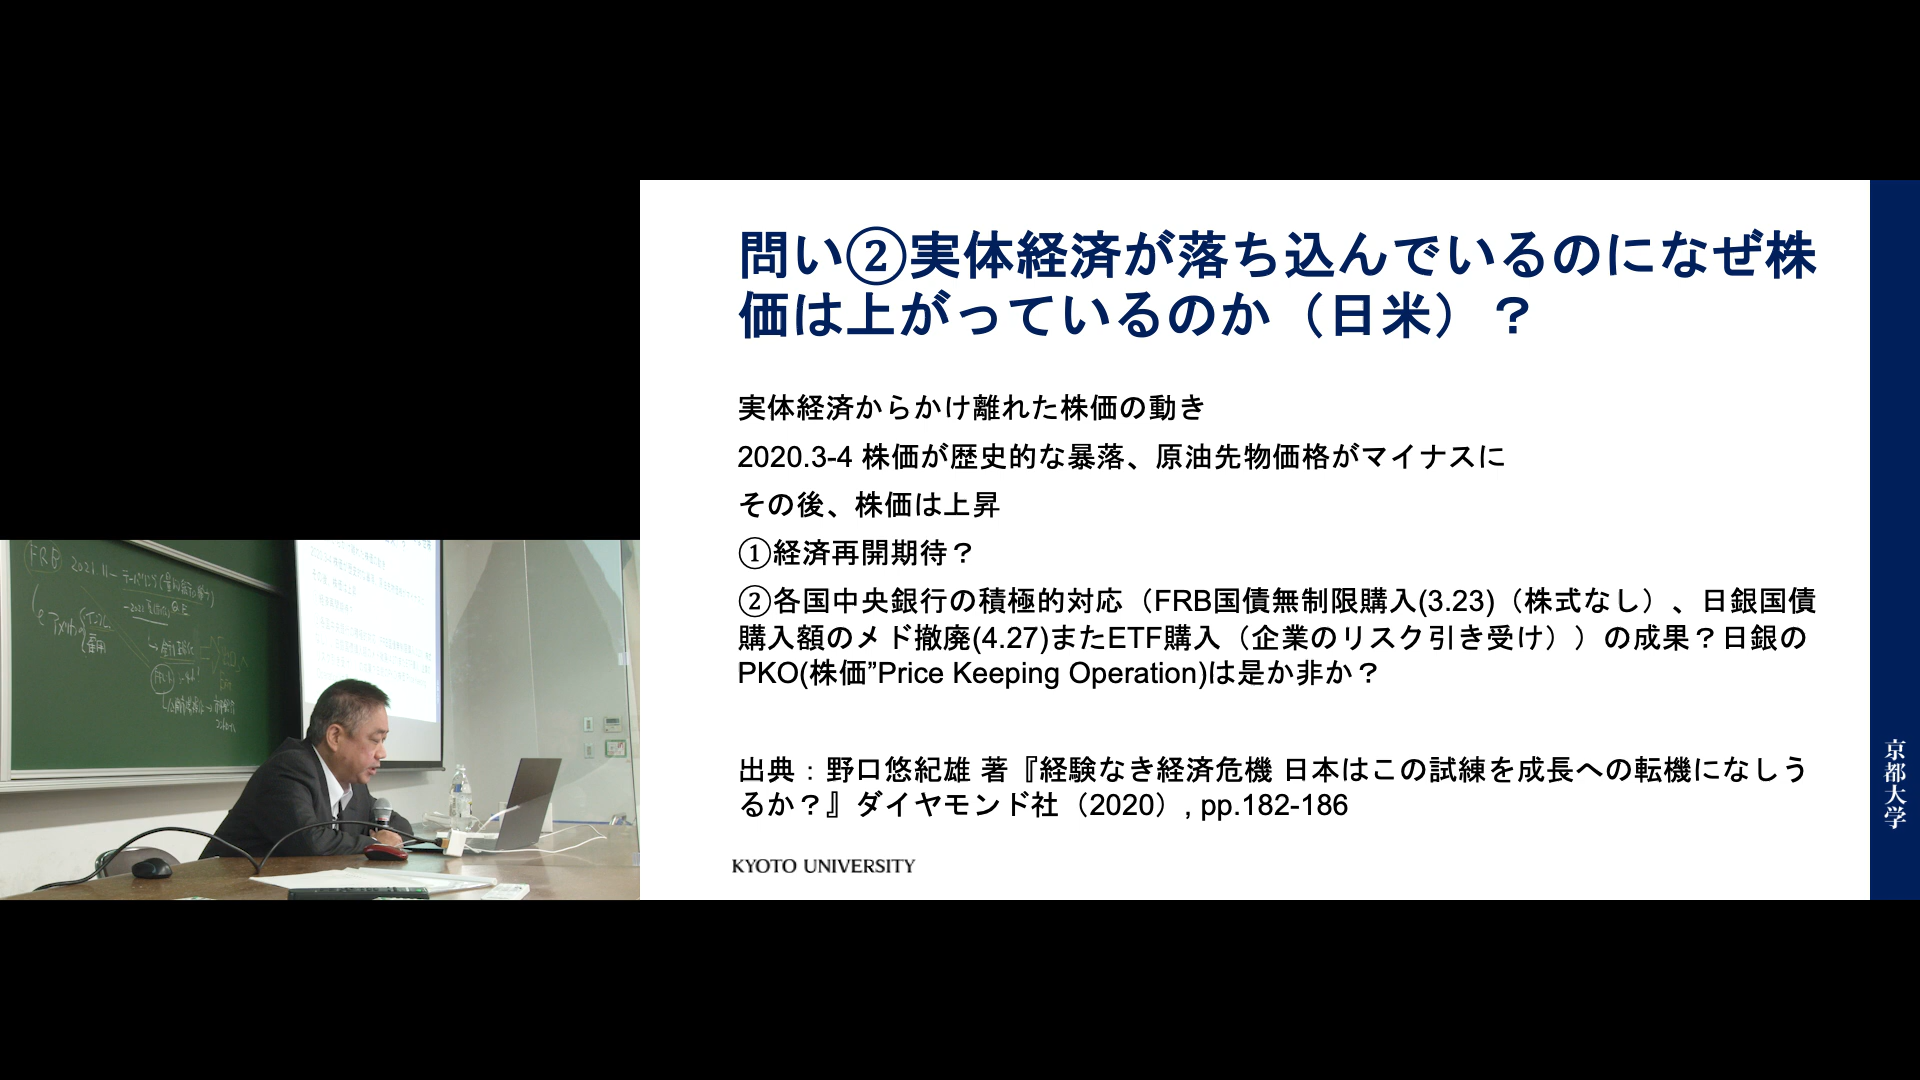 問い②実体経済が落ち込んでいるのになぜ株
価は上がっているのか（日米）？
実体経済からかけ離れた株価の動き
2020.3-4 株価が歴史的な暴落、原油先物価格がマイナスに
その後、株価は上昇
①経済再開期待？
②各国中央銀行の積極的対応（FRB国債無制限購入(3.23)（株式なし）、日銀国債
購入額のメド撤廃(4.27)またETF購入（企業のリスク引き受け））の成果？日銀の
PKO(株価”Price Keeping Operation)は是か非か？
出典：野口悠紀雄 著『経験なき経済危機 日本はこの試練を成長への転機になしう
るか？』ダイヤモンド社（2020）, pp.182-186
KYOTO UNIVERSITY
京都大学
FRB 2021 11-
アメリカ
雇用